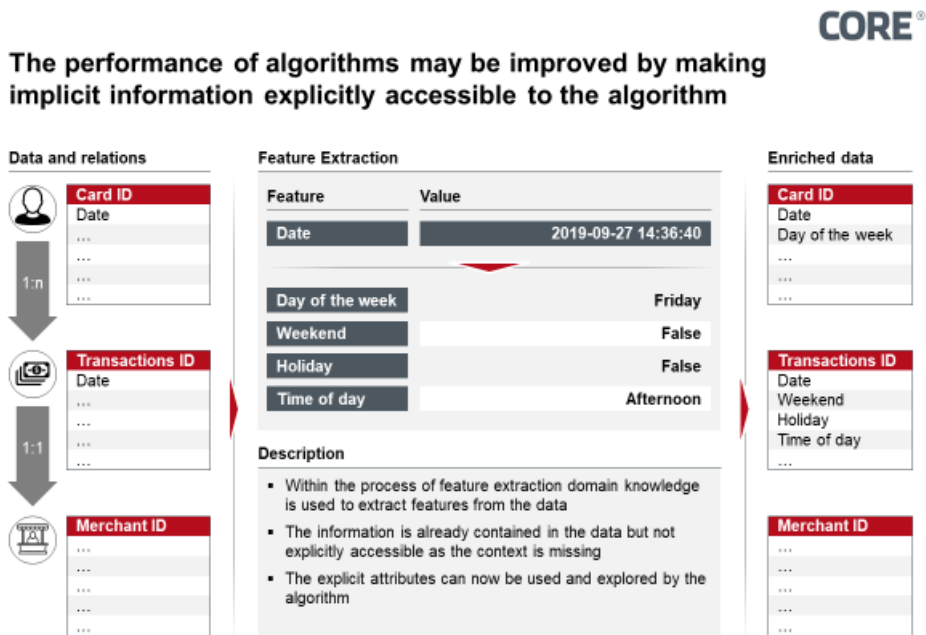 CORE®
The performance of algorithms may be improved by making
implicit information explicitly accessible to the algorithm
Data and relations
Card ID
Date
...
...
...
...
1:n
Transactions ID
Date
...
...
...
...
1:1
Merchant ID
...
...
...
...
...
Feature Extraction
Feature Value
Date 2019-09-27 14:36:40
Day of the week Friday
Weekend False
Holiday False
Time of day Afternoon
Description
▪ Within the process of feature extraction domain knowledge
is used to extract features from the data
▪ The information is already contained in the data but not
explicitly accessible as the context is missing
▪ The explicit attributes can now be used and explored by the
algorithm
Enriched data
Card ID
Date
Day of the week
...
...
...
Transactions ID
Date
Weekend
Holiday
Time of day
...
Merchant ID
...
...
...
...
...